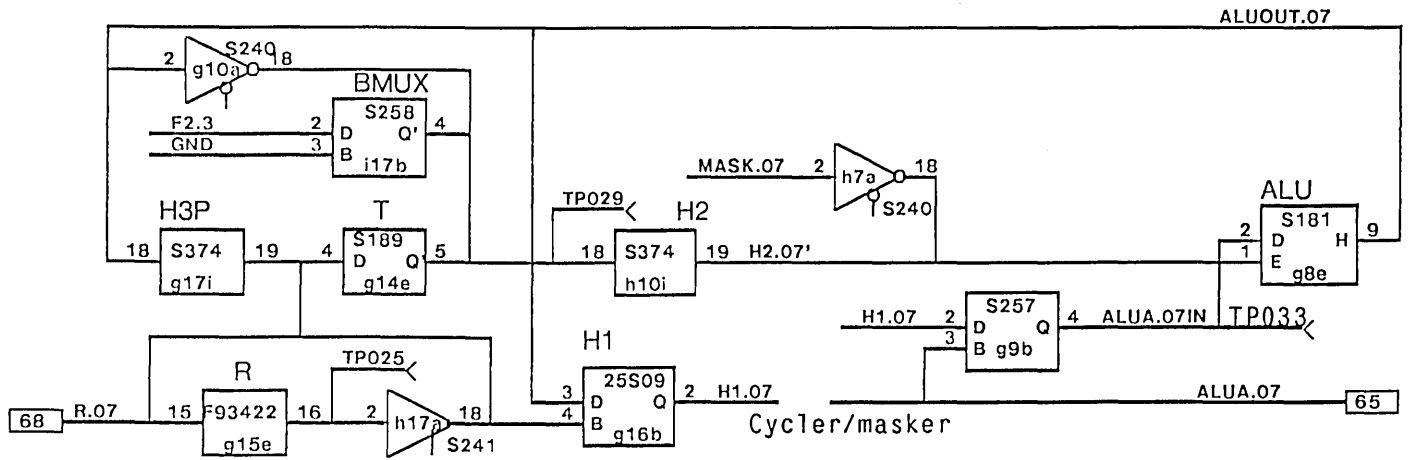 ALUOUT.07
S240
2 g10a 18
BMUX
S258
F2.3 2 D Q' 4
GND 3 B
i17b
MASK.07 2 h7a 18
S240
TP029
H3P T H2 ALU
S374 S189 S374 S181
18 19 4 D Q' 5 18 19 H2.07' 2 D H 9
1 E
g17i g14e h10i g8e
S257
H1.07 2 D Q 4 ALUA.07IN TP033
3 B g9b
H1
TP025
R
25S09
3 D Q 2 H1.07 ALUA.07 65
68 R.07 15 F93422 16 2 h17a 18 4 B
g15e S241 g16b
Cycler/masker